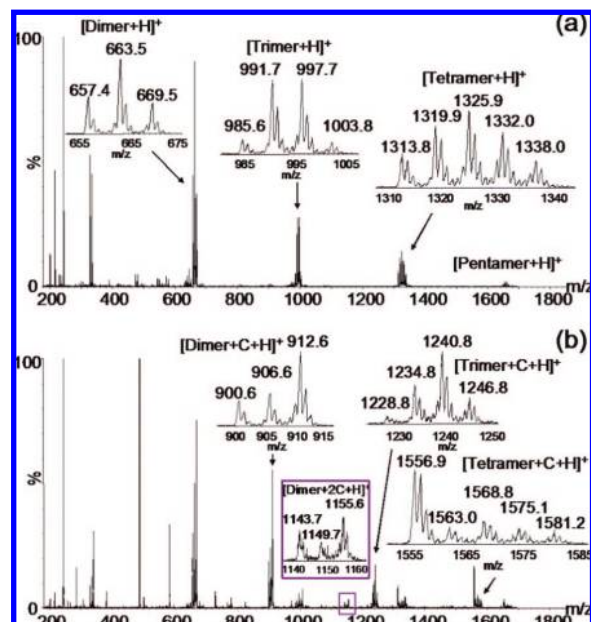 (a)
[Dimer+H]+
663.5
657.4
669.5
655 665 675
m/z
[Trimer+H]+
991.7 997.7
985.6 1003.8
985 995 1005
m/z
[Tetramer+H]+
1325.9
1319.9 1332.0
1313.8 1338.0
1310 1320 1330 1340
m/z
[Pentamer+H]+
100
%
0
200 400 600 800 1000 1200 1400 1600 1800 m/z
(b)
[Dimer+C+H]+
912.6
906.6
900.6
900 905 910 915
m/z
1240.8
[Trimer+C+H]+
1234.8
1246.8
1228.8
1230 1240 1250
m/z
[Tetramer+C+H]+
1556.9
1568.8
1563.0 1575.1
1581.2
1555 1565 1575 1585
m/z
[Dimer+2C+H]+
1155.6
1143.7
1149.7
1140 1150 1160
m/z
100
%
0
200 400 600 800 1000 1200 1400 1600 1800 m/z